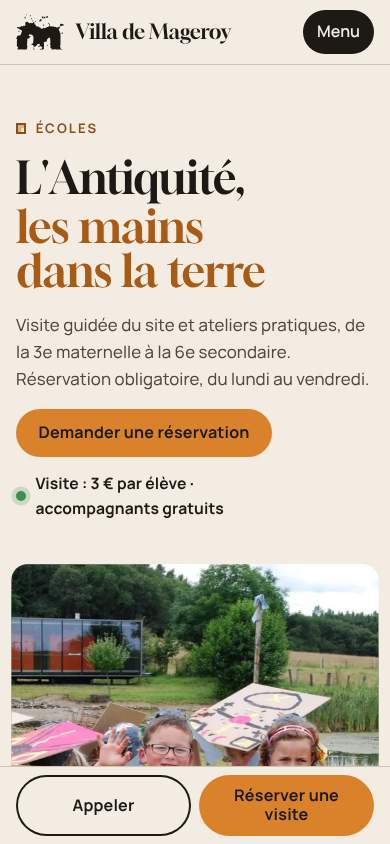 Villa de Mageroy
Menu
ÉCOLES
L'Antiquité,
les mains
dans la terre
Visite guidée du site et ateliers pratiques, de
la 3e maternelle à la 6e secondaire.
Réservation obligatoire, du lundi au vendredi.
Demander une réservation
Visite : 3 € par élève ·
accompagnants gratuits
Appeler
Réserver une
visite